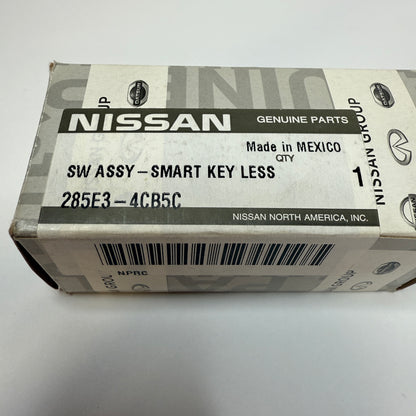 NISSAN
GENUINE PARTS
Made in MEXICO
QTY
SW ASSY-SMART KEY LESS
1
285E3-4CB5C
NISSAN NORTH AMERICA, INC.
NPRC
NISSAN GROUP